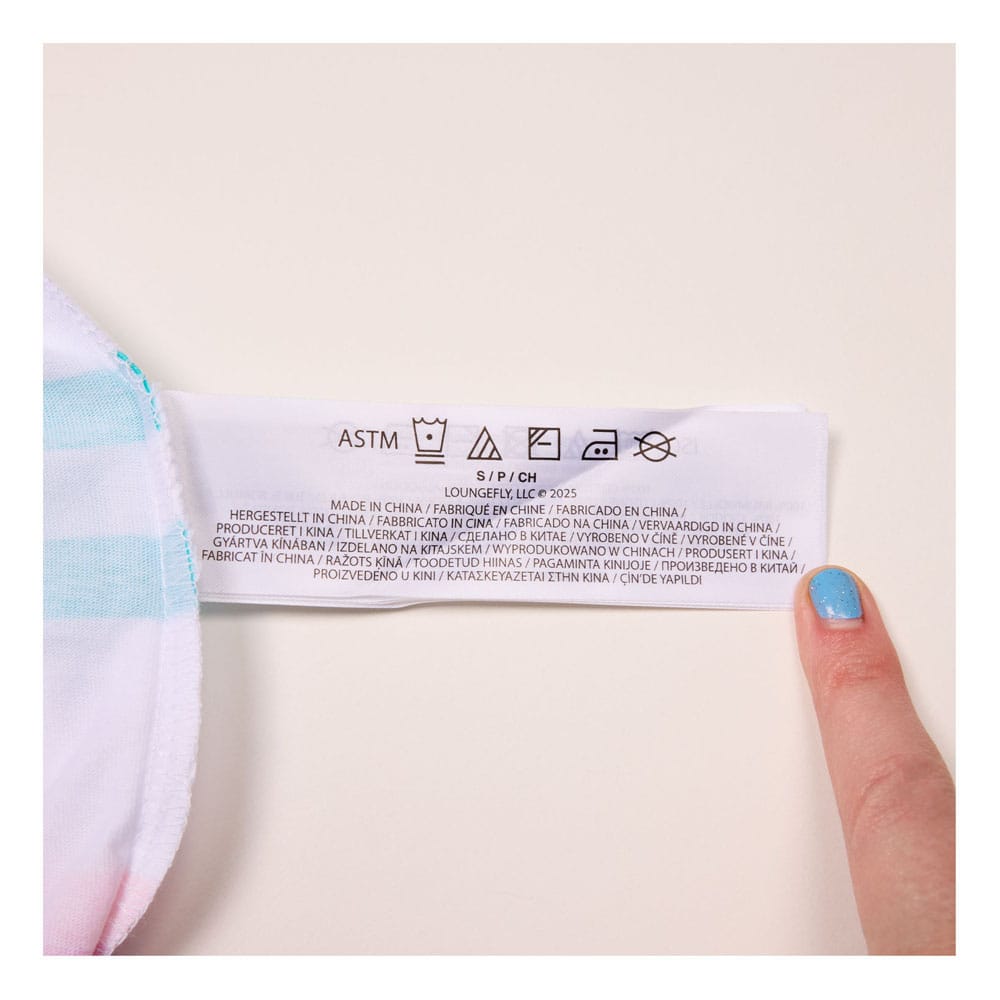 ASTM
S / P / CH
LOUNGEFLY, LLC © 2025
MADE IN CHINA / FABRIQUÉ EN CHINE / FABRICADO EN CHINA /
HERGESTELLT IN CHINA / FABBRICATO IN CINA / FABRICADO NA CHINA / VERVAARDIGD IN CHINA /
PRODUCERET I KINA / TILLVERKAT I KINA / СДЕЛАНО В КИТАЕ / VYROBENO V ČÍNĚ / VYROBENÉ V ČÍNE /
GYÁRTVA KÍNÁBAN / IZDELANO NA KITAJSKEM / WYPRODUKOWANO W CHINACH / PRODUSERT I KINA /
FABRICAT ÎN CHINA / RAŽOTS ĶĪNĀ / TOODETUD HIINAS / PAGAMINTA KINIJOJE / ПРОИЗВЕДЕНО В КИТАЙ /
PROIZVEDENO U KINI / ΚΑΤΑΣΚΕΥΑΖΕΤΑΙ ΣΤΗΝ ΚΙΝΑ / ÇİN'DE YAPILDI